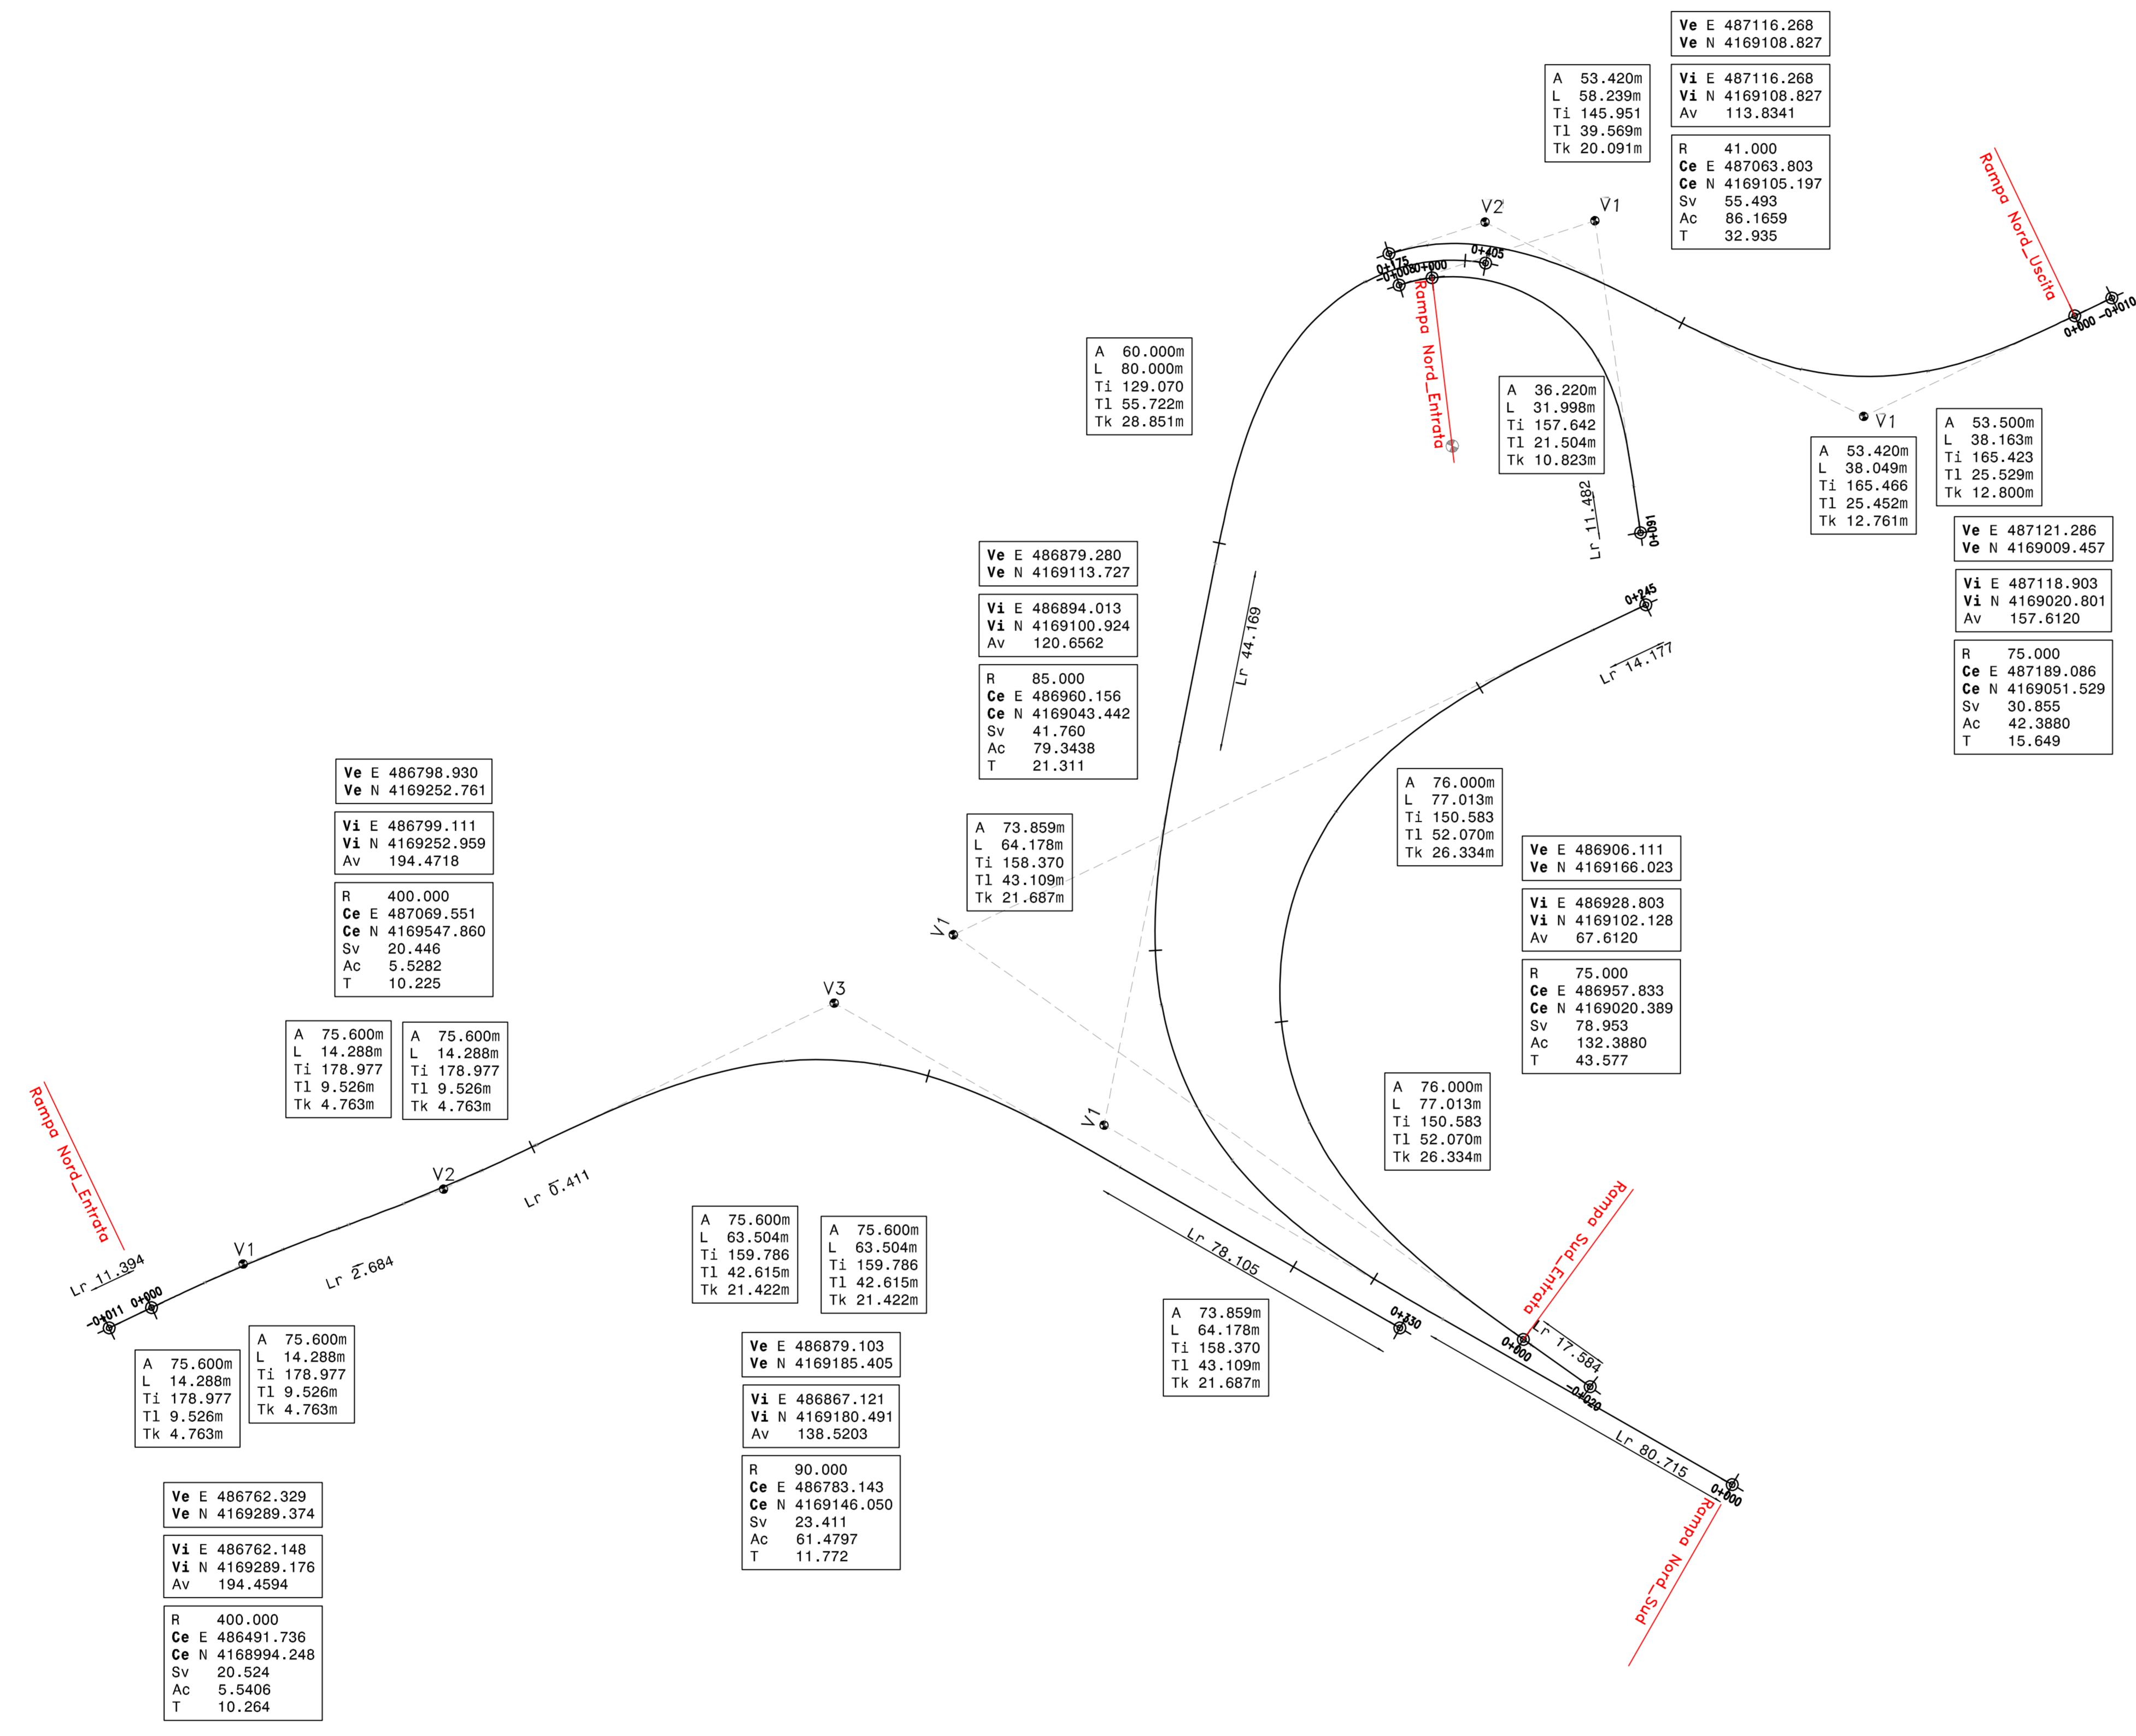 Ve E 487116.268
Ve N 4169108.827
Vi E 487116.268
Vi N 4169108.827
Av 113.8341
R 41.000
Ce E 487063.803
Ce N 4169105.197
Sv 55.493
Ac 86.1659
T 32.935
A 53.420m
L 58.239m
Ti 145.951
Tl 39.569m
Tk 20.091m
Rampa Nord_Uscita
V2
V1
0+175
-0+008
0+000
0+405
0+000
-0+010
Rampa Nord_Entrata
A 60.000m
L 80.000m
Ti 129.070
Tl 55.722m
Tk 28.851m
A 36.220m
L 31.998m
Ti 157.642
Tl 21.504m
Tk 10.823m
Lr 11.482
0+091
V1
A 53.420m
L 38.049m
Ti 165.466
Tl 25.452m
Tk 12.761m
A 53.500m
L 38.163m
Ti 165.423
Tl 25.529m
Tk 12.800m
Ve E 487121.286
Ve N 4169009.457
Vi E 487118.903
Vi N 4169020.801
Av 157.6120
R 75.000
Ce E 487189.086
Ce N 4169051.529
Sv 30.855
Ac 42.3880
T 15.649
Ve E 486879.280
Ve N 4169113.727
Vi E 486894.013
Vi N 4169100.924
Av 120.6562
R 85.000
Ce E 486960.156
Ce N 4169043.442
Sv 41.760
Ac 79.3438
T 21.311
Lr 44.169
0+245
Lr 14.177
Ve E 486798.930
Ve N 4169252.761
Vi E 486799.111
Vi N 4169252.959
Av 194.4718
R 400.000
Ce E 487069.551
Ce N 4169547.860
Sv 20.446
Ac 5.5282
T 10.225
A 73.859m
L 64.178m
Ti 158.370
Tl 43.109m
Tk 21.687m
A 76.000m
L 77.013m
Ti 150.583
Tl 52.070m
Tk 26.334m
Ve E 486906.111
Ve N 4169166.023
Vi E 486928.803
Vi N 4169102.128
Av 67.6120
R 75.000
Ce E 486957.833
Ce N 4169020.389
Sv 78.953
Ac 132.3880
T 43.577
V1
V3
V1
A 75.600m
L 14.288m
Ti 178.977
Tl 9.526m
Tk 4.763m
A 75.600m
L 14.288m
Ti 178.977
Tl 9.526m
Tk 4.763m
A 76.000m
L 77.013m
Ti 150.583
Tl 52.070m
Tk 26.334m
Rampa Nord_Entrata
V2
Lr 0.411
V1
Lr 2.684
Lr 11.394
-0+011
0+000
A 75.600m
L 63.504m
Ti 159.786
Tl 42.615m
Tk 21.422m
A 75.600m
L 63.504m
Ti 159.786
Tl 42.615m
Tk 21.422m
Lr 78.105
Rampa Sud_Entrata
0+330
0+000
Lr 17.584
-0+020
A 75.600m
L 14.288m
Ti 178.977
Tl 9.526m
Tk 4.763m
A 75.600m
L 14.288m
Ti 178.977
Tl 9.526m
Tk 4.763m
A 73.859m
L 64.178m
Ti 158.370
Tl 43.109m
Tk 21.687m
Ve E 486879.103
Ve N 4169185.405
Vi E 486867.121
Vi N 4169180.491
Av 138.5203
R 90.000
Ce E 486783.143
Ce N 4169146.050
Sv 23.411
Ac 61.4797
T 11.772
Lr 80.715
0+000
Rampa Nord_Sud
Ve E 486762.329
Ve N 4169289.374
Vi E 486762.148
Vi N 4169289.176
Av 194.4594
R 400.000
Ce E 486491.736
Ce N 4168994.248
Sv 20.524
Ac 5.5406
T 10.264